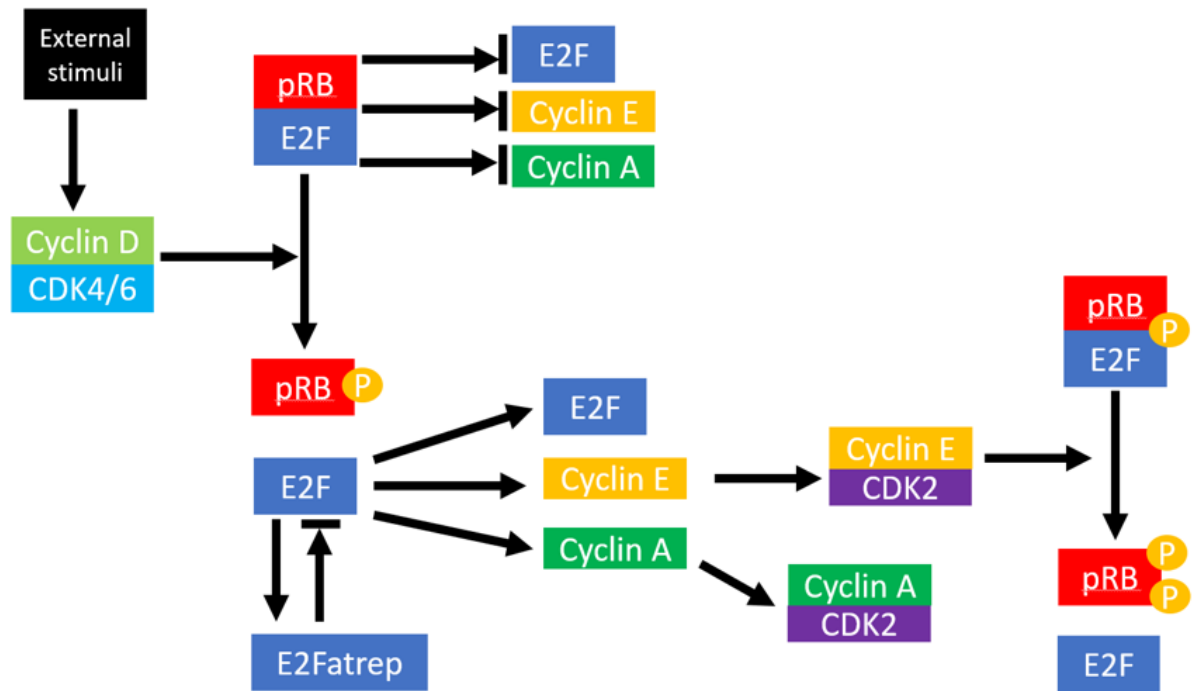 External
stimuli
pRB
E2F
E2F
Cyclin E
Cyclin A
Cyclin D
CDK4/6
pRB
P
E2F
E2F
Cyclin E
Cyclin A
E2Fatrep
Cyclin E
CDK2
Cyclin A
CDK2
pRB
P
E2F
pRB
P
P
E2F